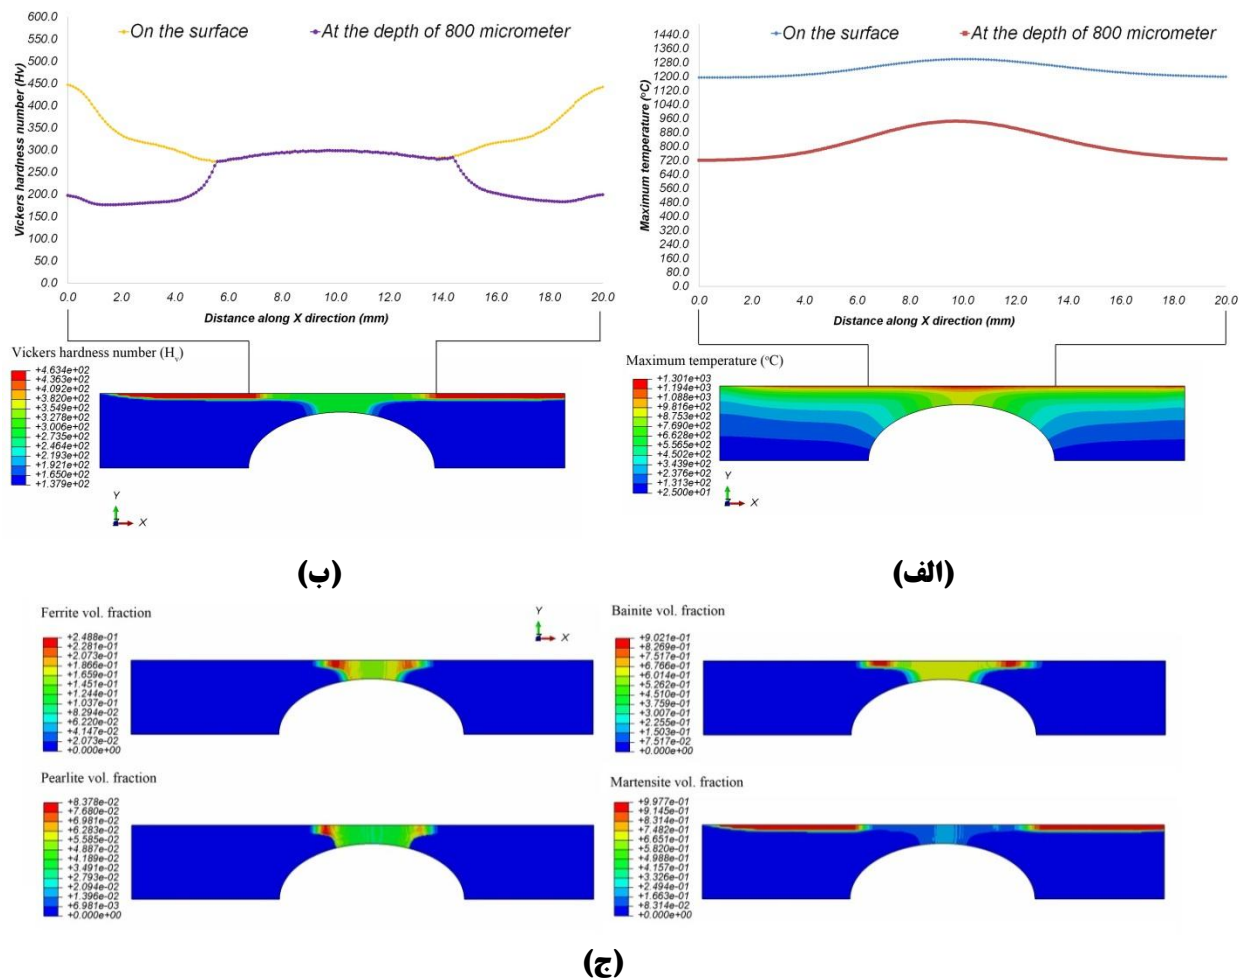 600.0
550.0
500.0
450.0
400.0
350.0
300.0
250.0
200.0
150.0
100.0
50.0
0.0
Vickers hardness number (Hv)
On the surface
At the depth of 800 micrometer
0.0 2.0 4.0 6.0 8.0 10.0 12.0 14.0 16.0 18.0 20.0
Distance along X direction (mm)
Vickers hardness number (Hv)
+4.634e+02
+4.363e+02
+4.092e+02
+3.820e+02
+3.549e+02
+3.278e+02
+3.006e+02
+2.735e+02
+2.464e+02
+2.193e+02
+1.921e+02
+1.650e+02
+1.379e+02
Y
Z X
(ب)
1440.0
1360.0
1280.0
1200.0
1120.0
1040.0
960.0
880.0
800.0
720.0
640.0
560.0
480.0
400.0
320.0
240.0
160.0
80.0
0.0
Maximum temperature (°C)
On the surface
At the depth of 800 micrometer
0.0 2.0 4.0 6.0 8.0 10.0 12.0 14.0 16.0 18.0 20.0
Distance along X direction (mm)
Maximum temperature (°C)
+1.301e+03
+1.194e+03
+1.088e+03
+9.816e+02
+8.753e+02
+7.690e+02
+6.628e+02
+5.565e+02
+4.502e+02
+3.439e+02
+2.376e+02
+1.313e+02
+2.500e+01
Y
Z X
(الف)
Ferrite vol. fraction
+2.488e-01
+2.281e-01
+2.073e-01
+1.866e-01
+1.659e-01
+1.451e-01
+1.244e-01
+1.037e-01
+8.294e-02
+6.220e-02
+4.147e-02
+2.073e-02
+0.000e+00
Y
Z X
Bainite vol. fraction
+9.021e-01
+8.269e-01
+7.517e-01
+6.766e-01
+6.014e-01
+5.262e-01
+4.510e-01
+3.759e-01
+3.007e-01
+2.255e-01
+1.503e-01
+7.517e-02
+0.000e+00
Pearlite vol. fraction
+8.378e-02
+7.680e-02
+6.981e-02
+6.283e-02
+5.585e-02
+4.887e-02
+4.189e-02
+3.491e-02
+2.793e-02
+2.094e-02
+1.396e-02
+6.981e-03
+0.000e+00
Martensite vol. fraction
+9.977e-01
+9.145e-01
+8.314e-01
+7.482e-01
+6.651e-01
+5.820e-01
+4.988e-01
+4.157e-01
+3.326e-01
+2.494e-01
+1.663e-01
+8.314e-02
+0.000e+00
(ج)